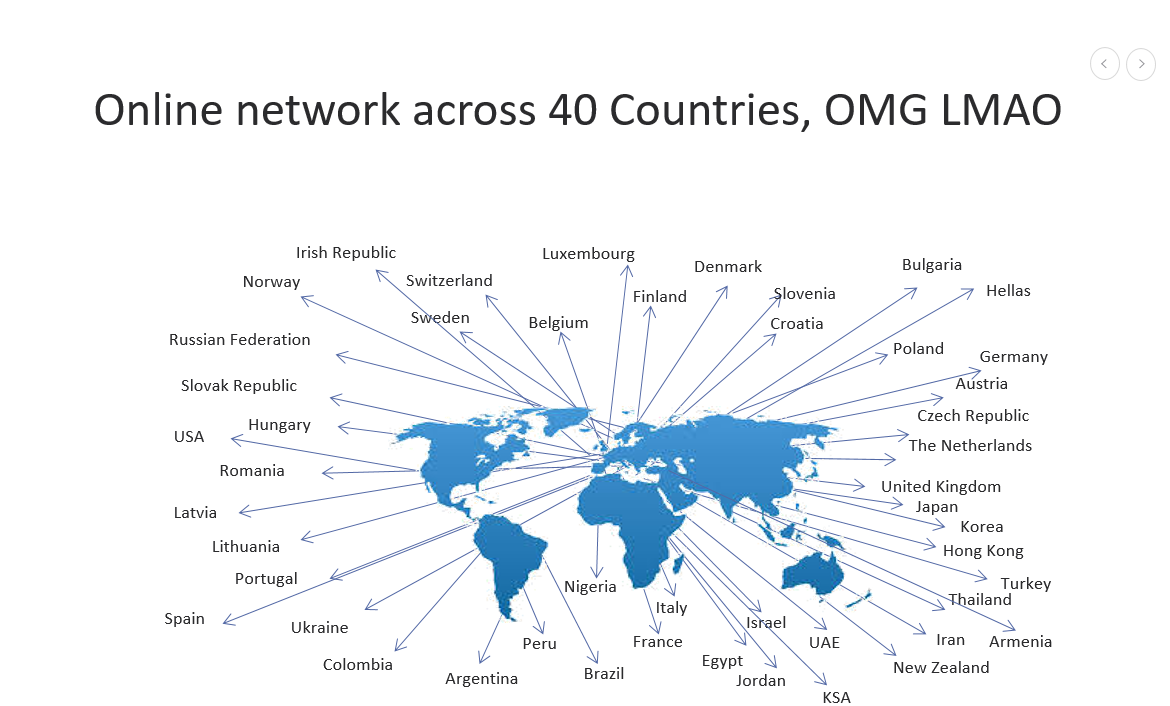 Online network across 40 Countries, OMG LMAO
Irish Republic
Luxembourg
Denmark
Bulgaria
Norway
Switzerland
Finland
Slovenia
Hellas
Sweden
Belgium
Croatia
Russian Federation
Poland
Germany
Slovak Republic
Austria
Hungary
Czech Republic
USA
The Netherlands
Romania
United Kingdom
Latvia
Japan
Korea
Lithuania
Hong Kong
Portugal
Nigeria
Turkey
Thailand
Spain
Italy
Ukraine
Israel
Peru
France
UAE
Iran
Armenia
Colombia
Egypt
New Zealand
Argentina
Brazil
Jordan
KSA